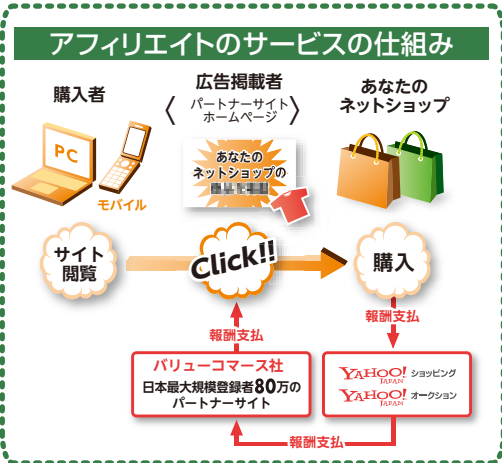 アフィリエイトのサービスの仕組み
購入者
広告掲載者
〈パートナーサイト
ホームページ〉
あなたの
ネットショップ
PC
モバイル
あなたの
ネットショップの
サイト
閲覧
Click!!
購入
報酬支払
報酬支払
バリューコマース社
日本最大規模登録者80万の
パートナーサイト
YAHOO! JAPAN ショッピング
YAHOO! JAPAN オークション
報酬支払